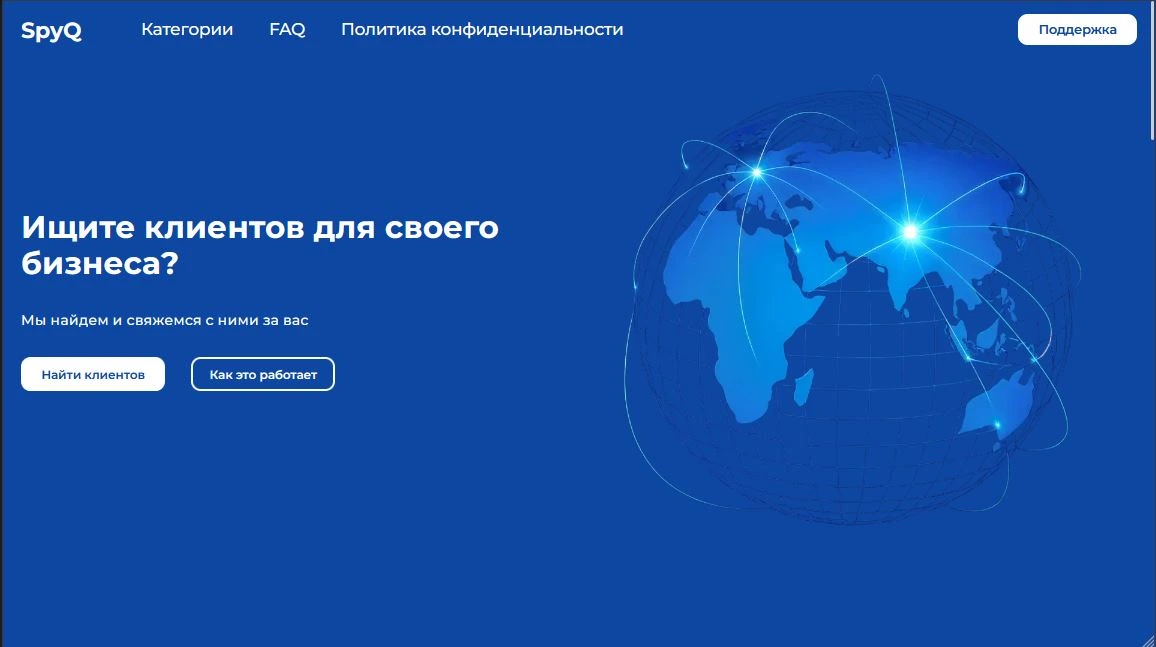 SpyQ
Категории
FAQ
Политика конфиденциальности
Поддержка
Ищите клиентов для своего
бизнеса?
Мы найдем и свяжемся с ними за вас
Найти клиентов
Как это работает